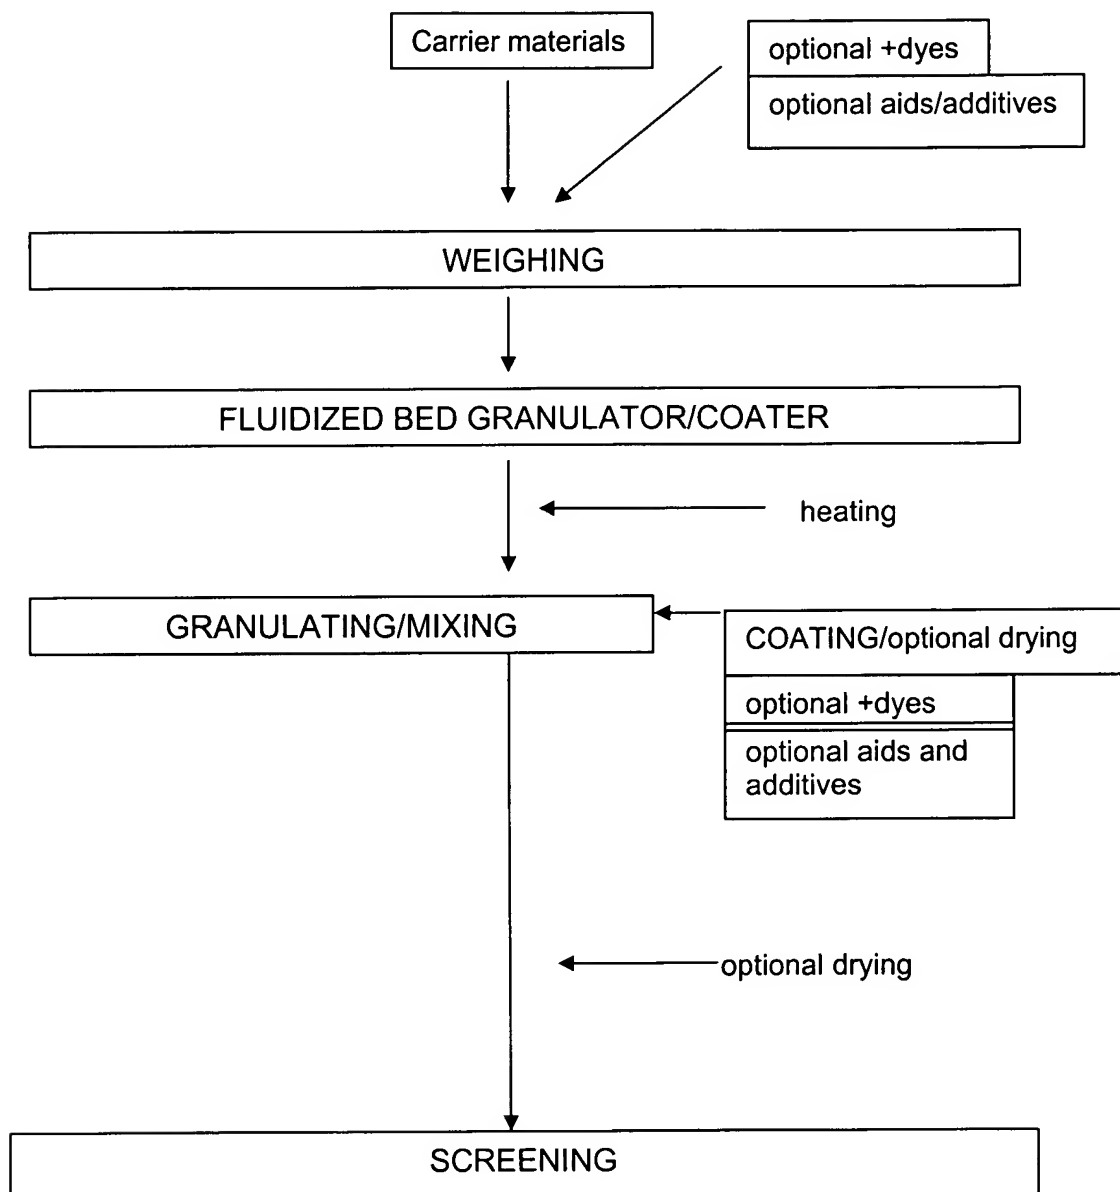 Carrier materials
optional +dyes
optional aids/additives
WEIGHING
FLUIDIZED BED GRANULATOR/COATER
heating
GRANULATING/MIXING
COATING/optional drying
optional +dyes
optional aids and
additives
optional drying
SCREENING